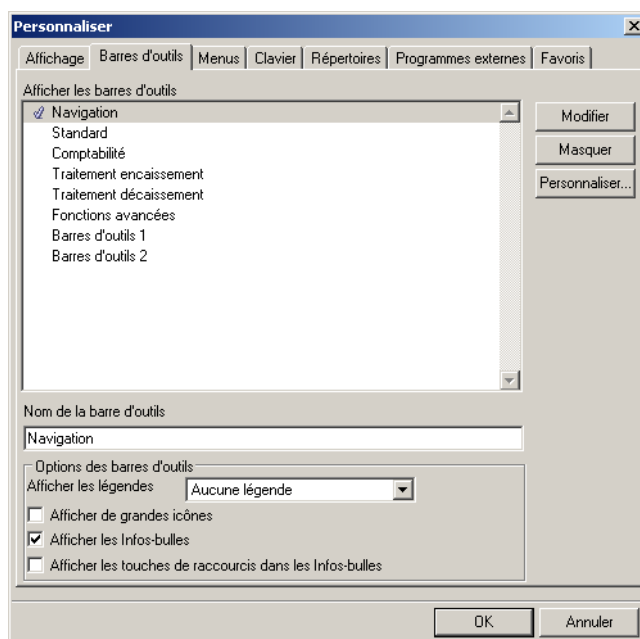 Personnaliser
Affichage Barres d'outils Menus Clavier Répertoires Programmes externes Favoris
Afficher les barres d'outils
Navigation
Standard
Comptabilité
Traitement encaissement
Traitement décaissement
Fonctions avancées
Barres d'outils 1
Barres d'outils 2
Modifier
Masquer
Personnaliser...
Nom de la barre d'outils
Navigation
Options des barres d'outils
Afficher les légendes Aucune légende
Afficher de grandes icônes
Afficher les Infos-bulles
Afficher les touches de raccourcis dans les Infos-bulles
OK Annuler